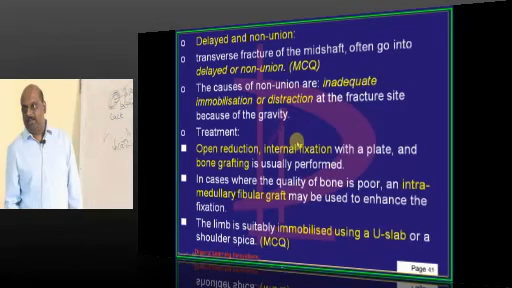 Delayed and non-union:
transverse fracture of the midshaft, often go into
delayed or non-union. (MCQ)
The causes of non-union are: inadequate
immobilisation or distraction at the fracture site
because of the gravity.
Treatment:
Open reduction, internal fixation with a plate, and
bone grafting is usually performed.
In cases where the quality of bone is poor, an intra-
medullary fibular graft may be used to enhance the
fixation.
The limb is suitably immobilised using a U-slab or a
shoulder spica. (MCQ)
Page 41